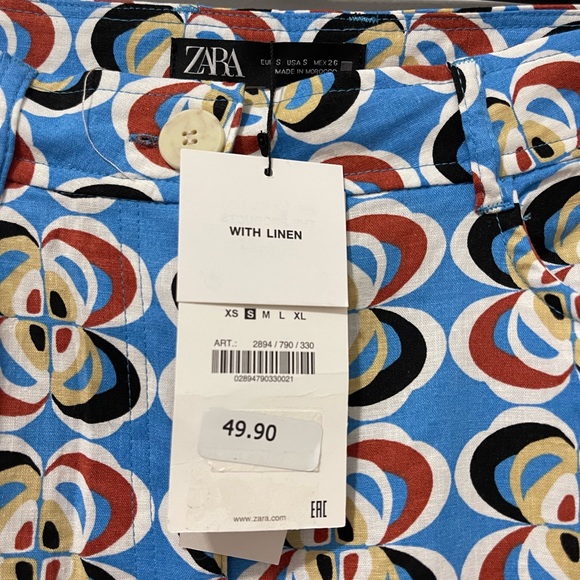 ZARA
EUR S USA S MEX 26
MADE IN MOROCCO
WITH LINEN
XS S M L XL
ART.: 2894 / 790 / 330
02894790330021
49.90
www.zara.com
EAC